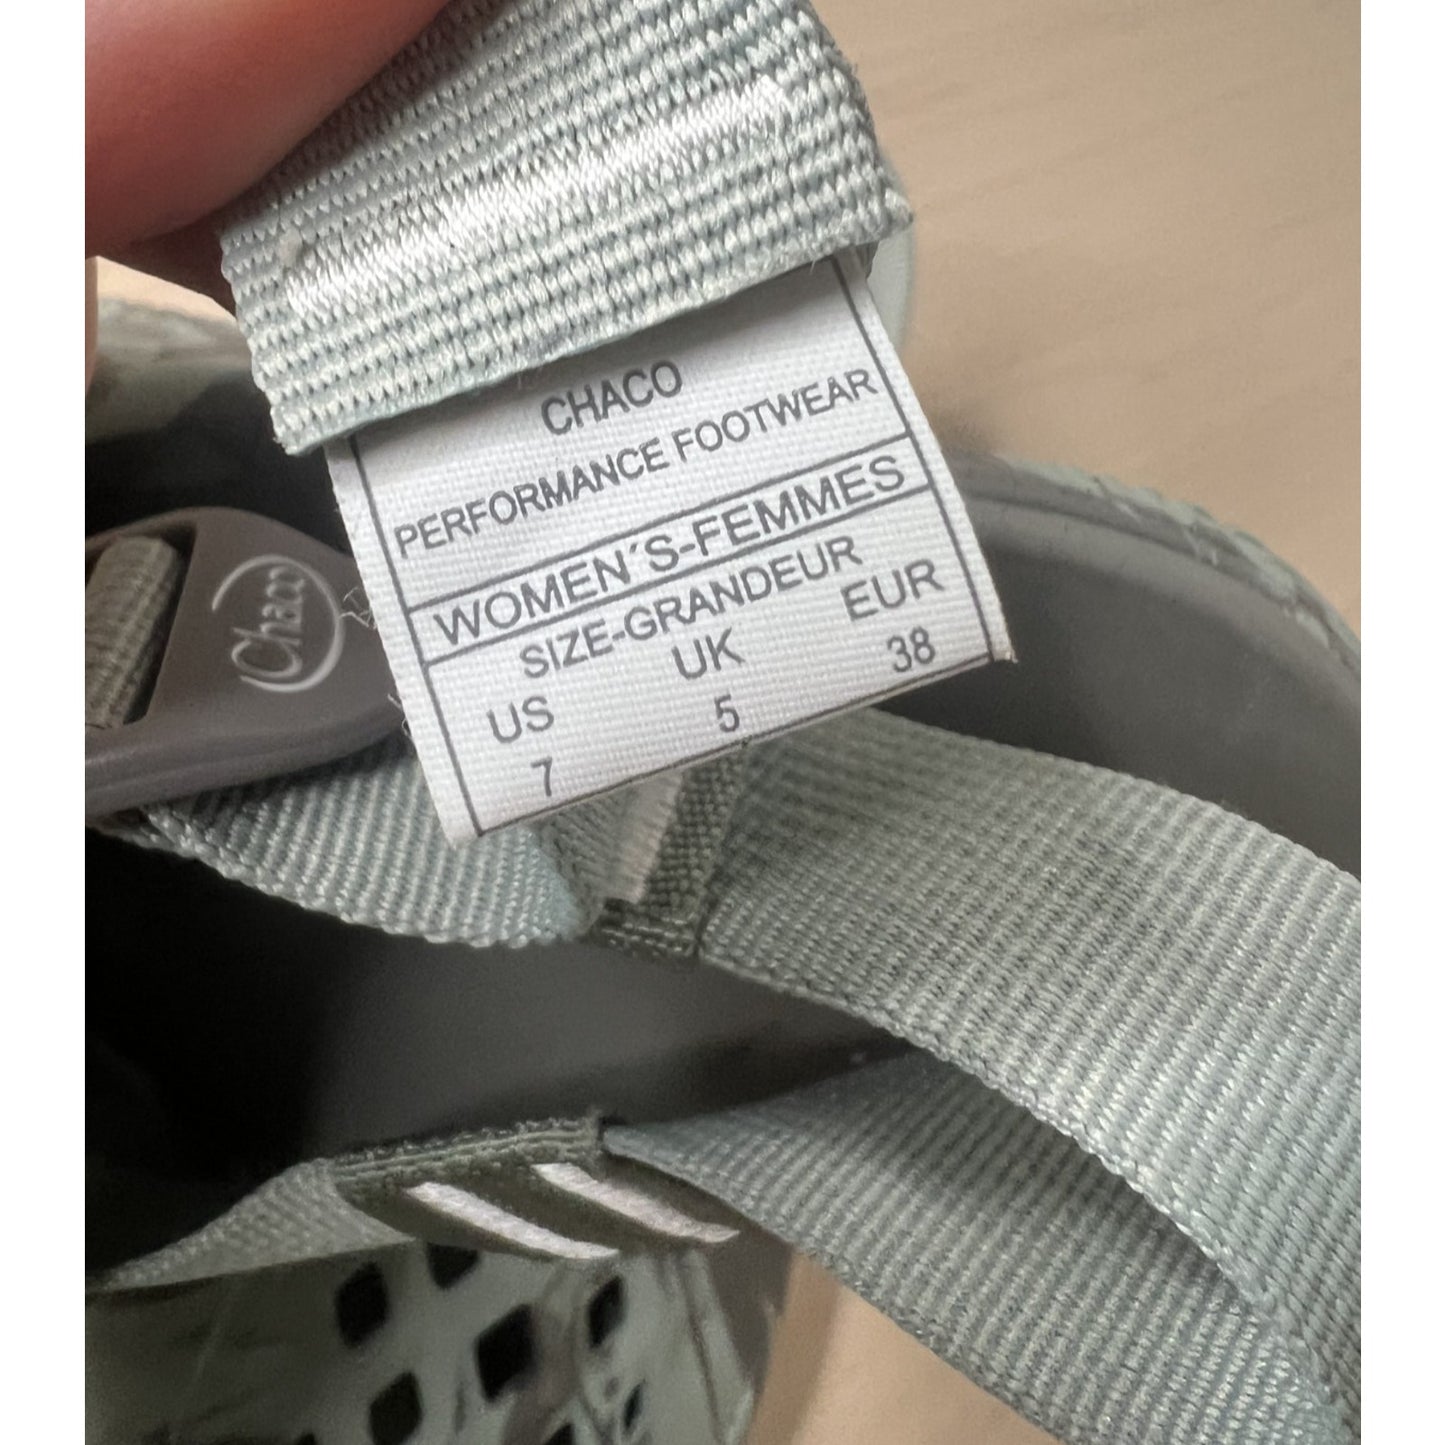 CHACO
PERFORMANCE FOOTWEAR
WOMEN'S-FEMMES
SIZE-GRANDEUR
US UK EUR
7 5 38
Chaco